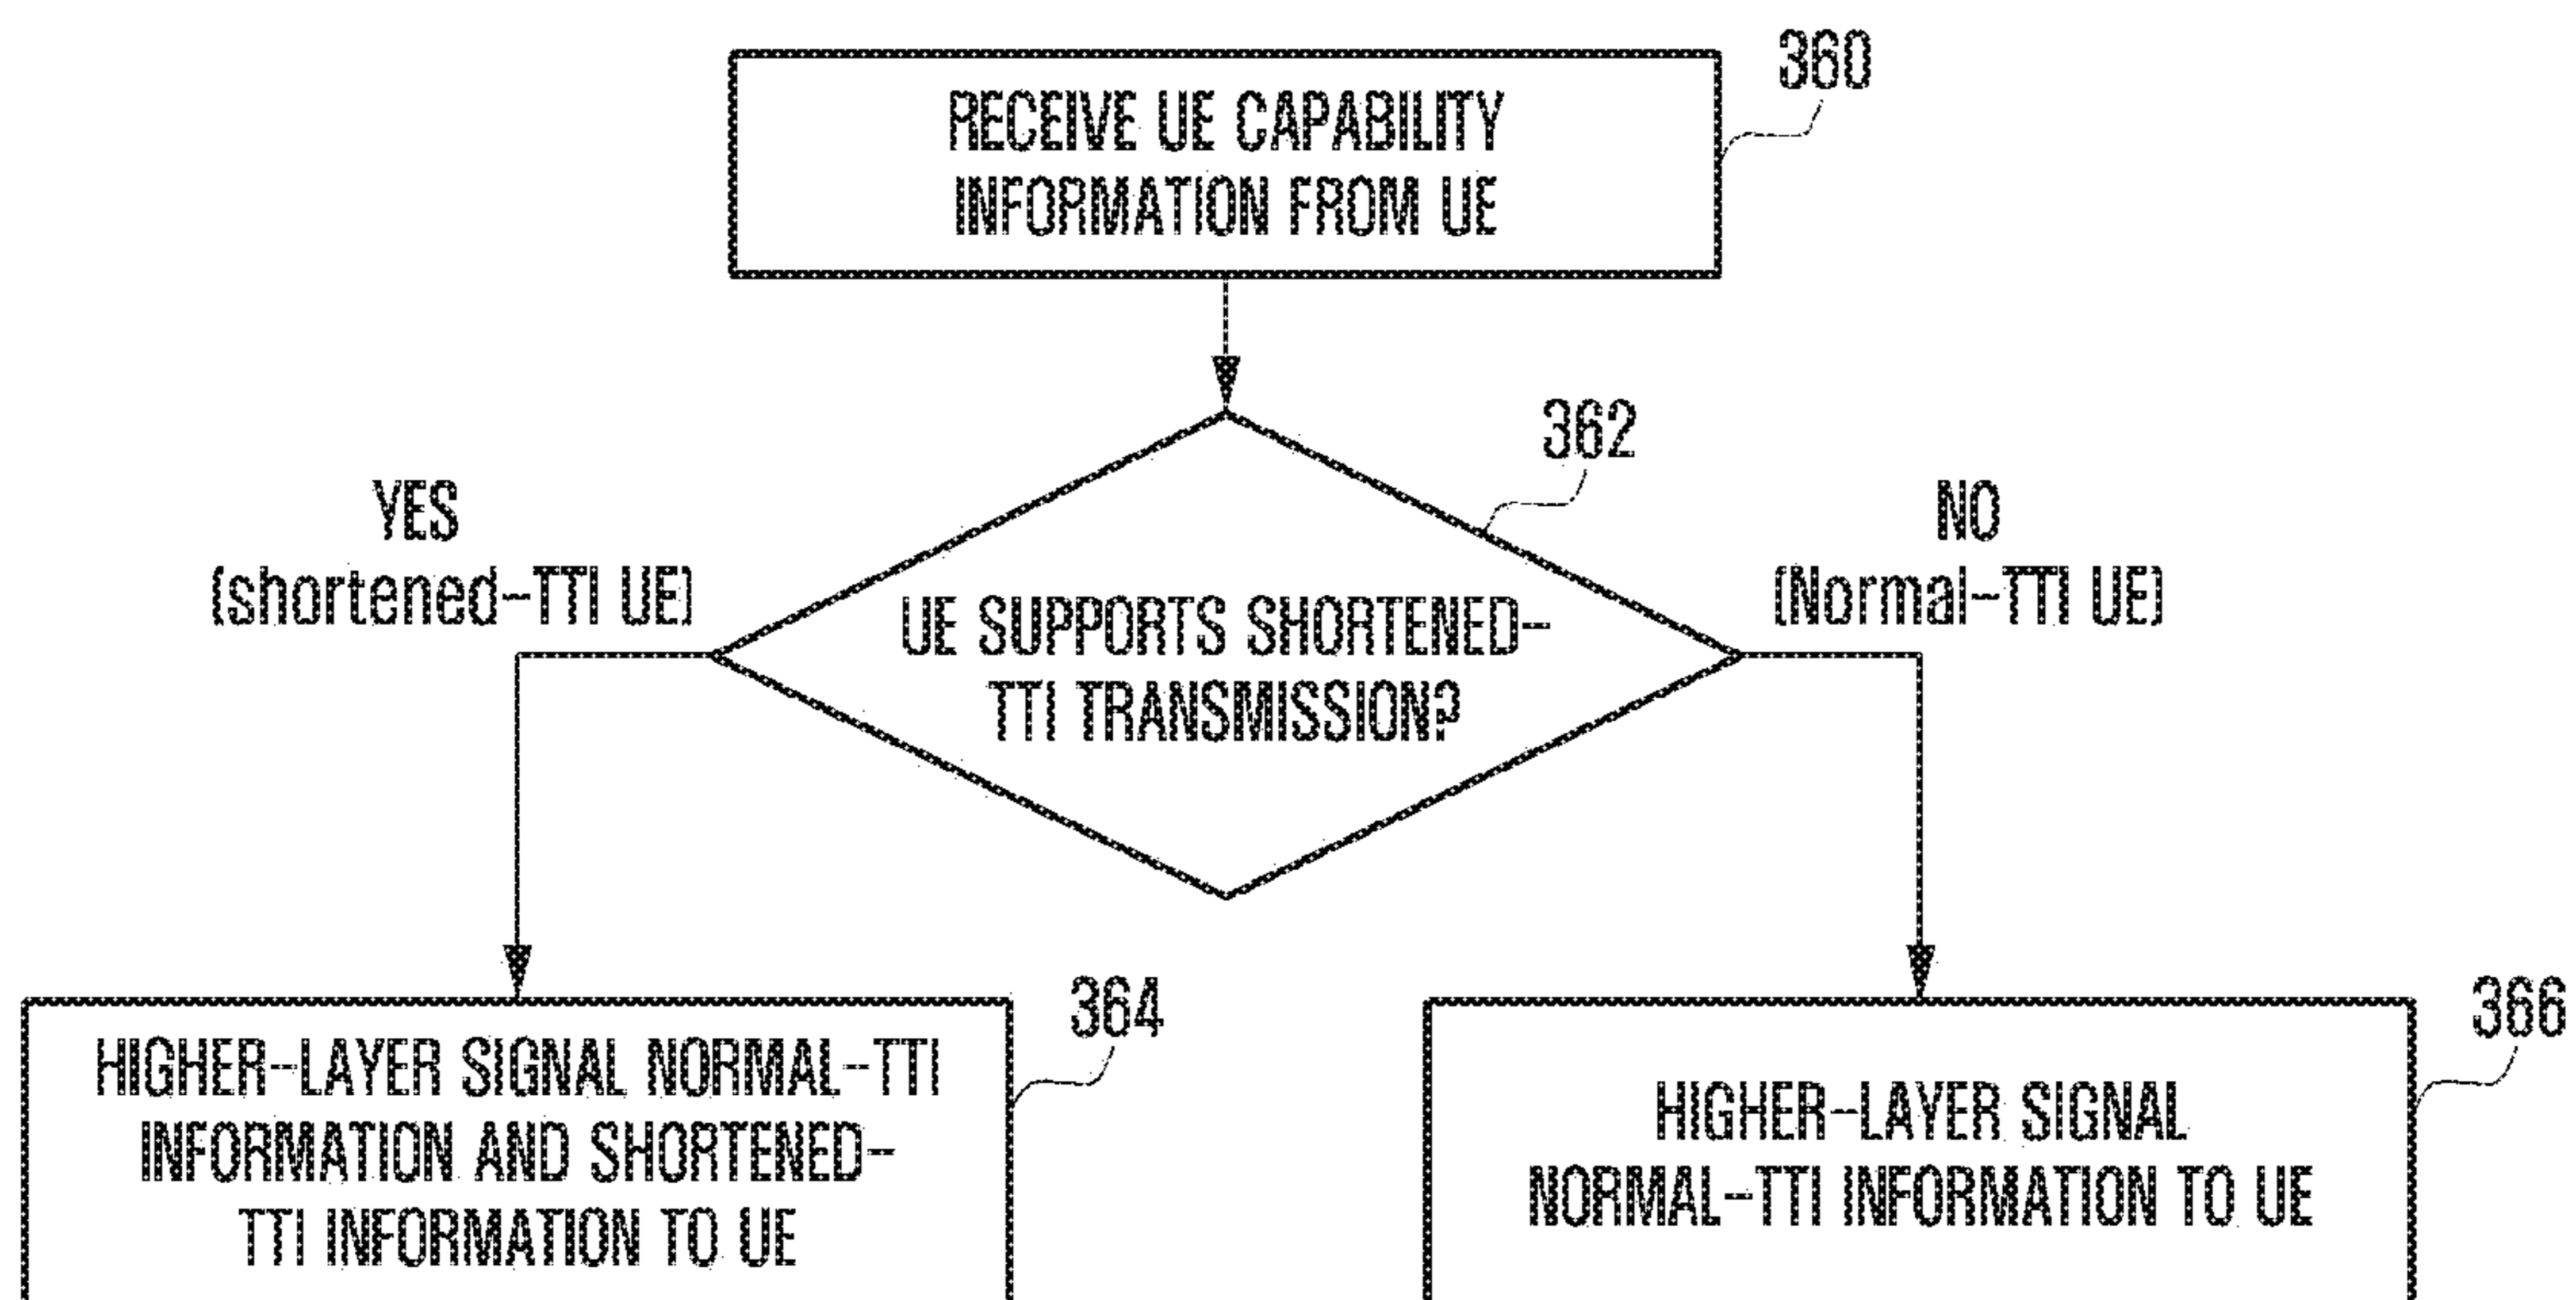 360
RECEIVE UE CAPABILITY
INFORMATION FROM UE
362
YES
(shortened-TTI UE)
NO
(Normal-TTI UE)
UE SUPPORTS SHORTENED-
TTI TRANSMISSION?
364
HIGHER-LAYER SIGNAL NORMAL-TTI
INFORMATION AND SHORTENED-
TTI INFORMATION TO UE
366
HIGHER-LAYER SIGNAL
NORMAL-TTI INFORMATION TO UE